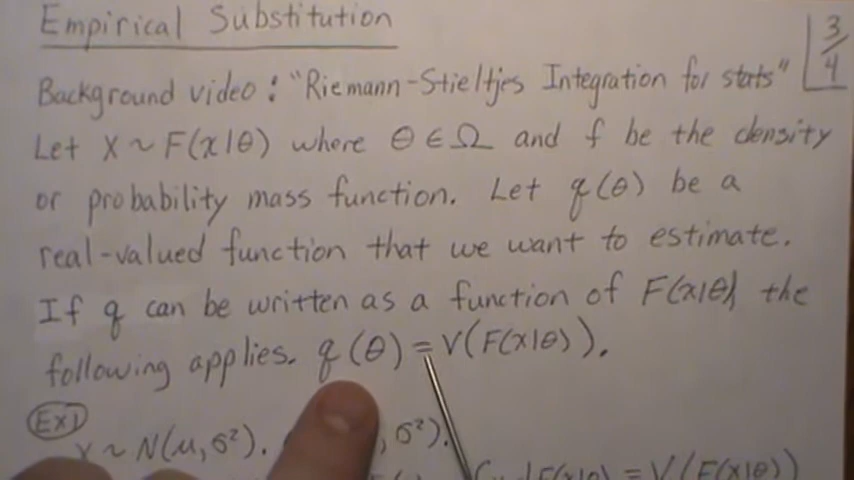 Empirical Substitution
3/4
Background video: "Riemann-Stieltjes Integration for stats"
Let X ~ F(x|θ) where θ ∈ Ω and f be the density
or probability mass function. Let q(θ) be a
real-valued function that we want to estimate.
If q can be written as a function of F(x|θ), the
following applies. q(θ) = V(F(x|θ)).
Ex1
X ~ N(μ, σ²). , σ²).
dF(x|θ) = V(F(x|θ))